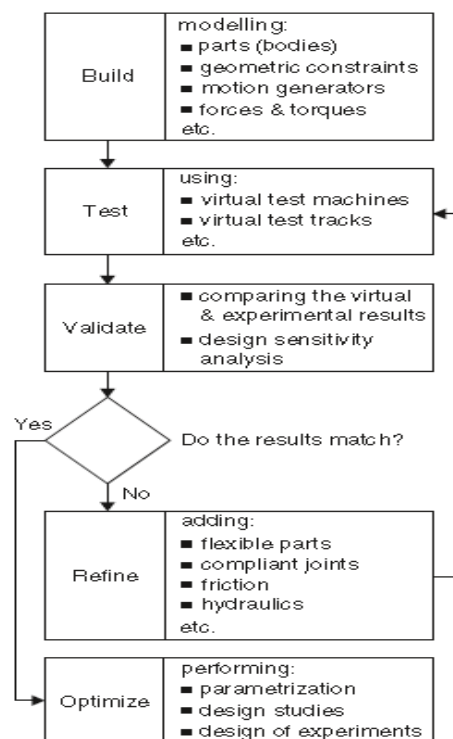 Build
modelling:
■ parts (bodies)
■ geometric constraints
■ motion generators
■ forces & torques
etc.
Test
using:
■ virtual test machines
■ virtual test tracks
etc.
Validate
■ comparing the virtual
& experimental results
■ design sensitivity
analysis
Yes
Do the results match?
No
Refine
adding:
■ flexible parts
■ compliant joints
■ friction
■ hydraulics
etc.
Optimize
performing:
■ parametrization
■ design studies
■ design of experiments